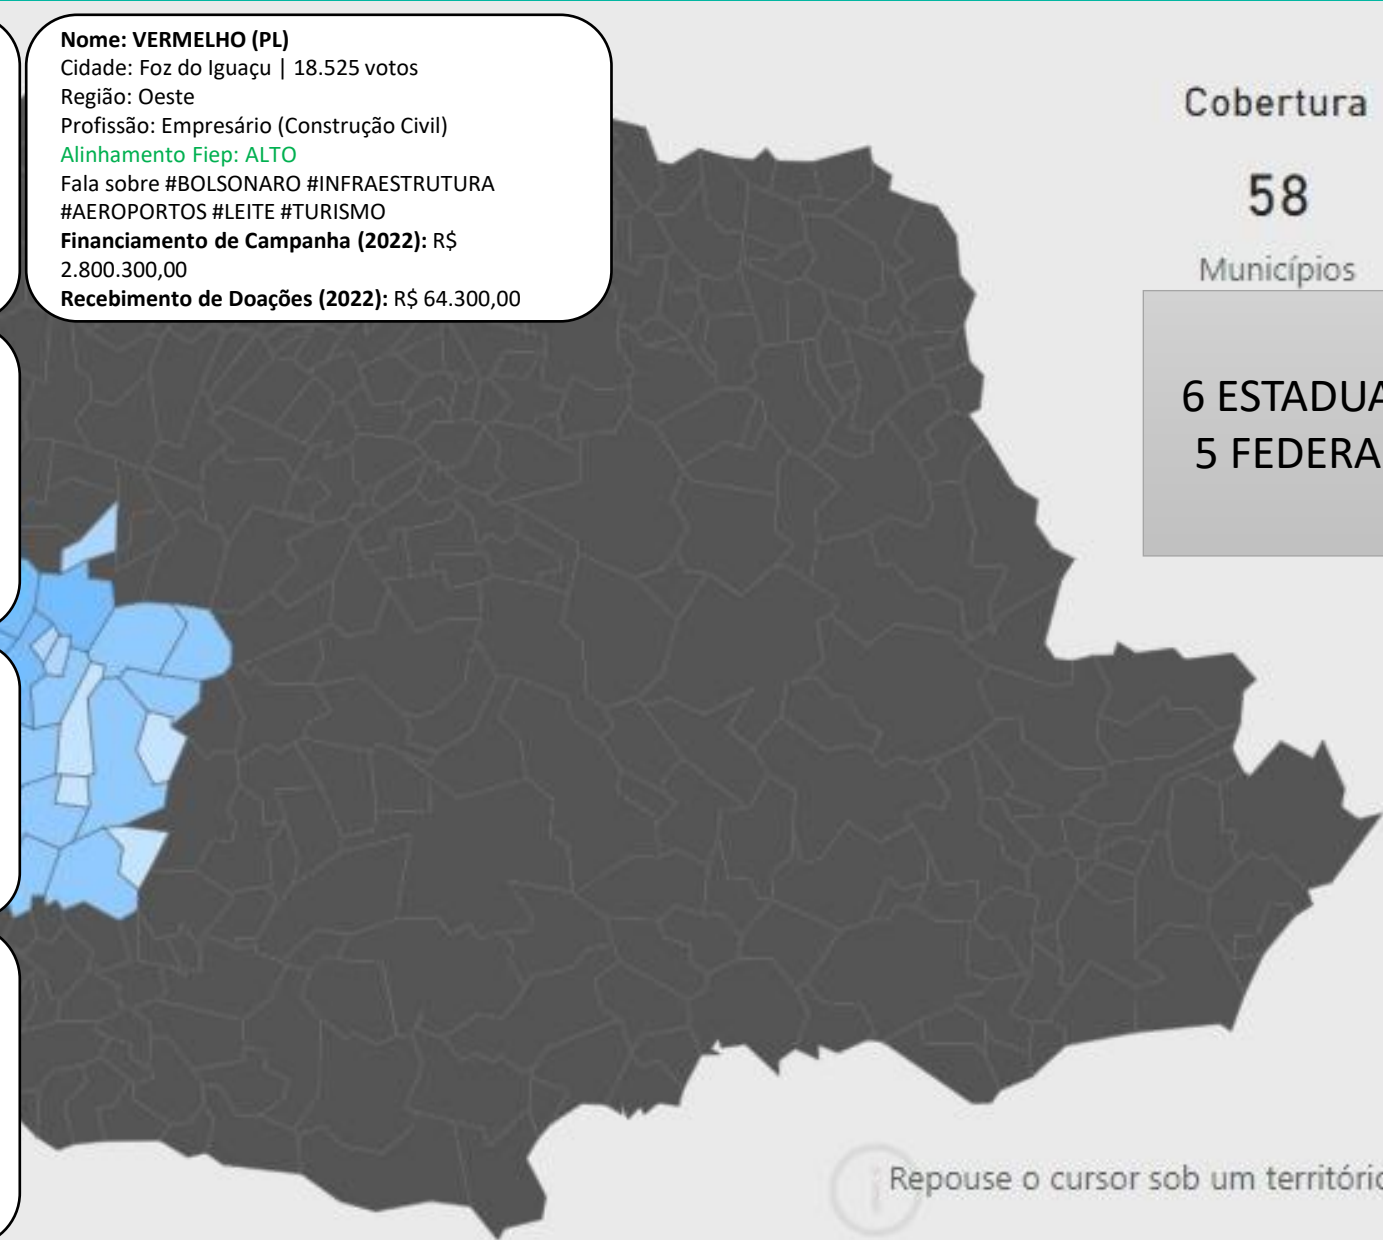 Nome: VERMELHO (PL)
Cidade: Foz do Iguaçu | 18.525 votos
Região: Oeste
Profissão: Empresário (Construção Civil)
Alinhamento Fiep: ALTO
Fala sobre #BOLSONARO #INFRAESTRUTURA
#AEROPORTOS #LEITE #TURISMO
Financiamento de Campanha (2022): R$
2.800.300,00
Recebimento de Doações (2022): R$ 64.300,00
Cobertura
58
Municípios
6 ESTADUA
5 FEDERA
i
Repouse o cursor sob um território